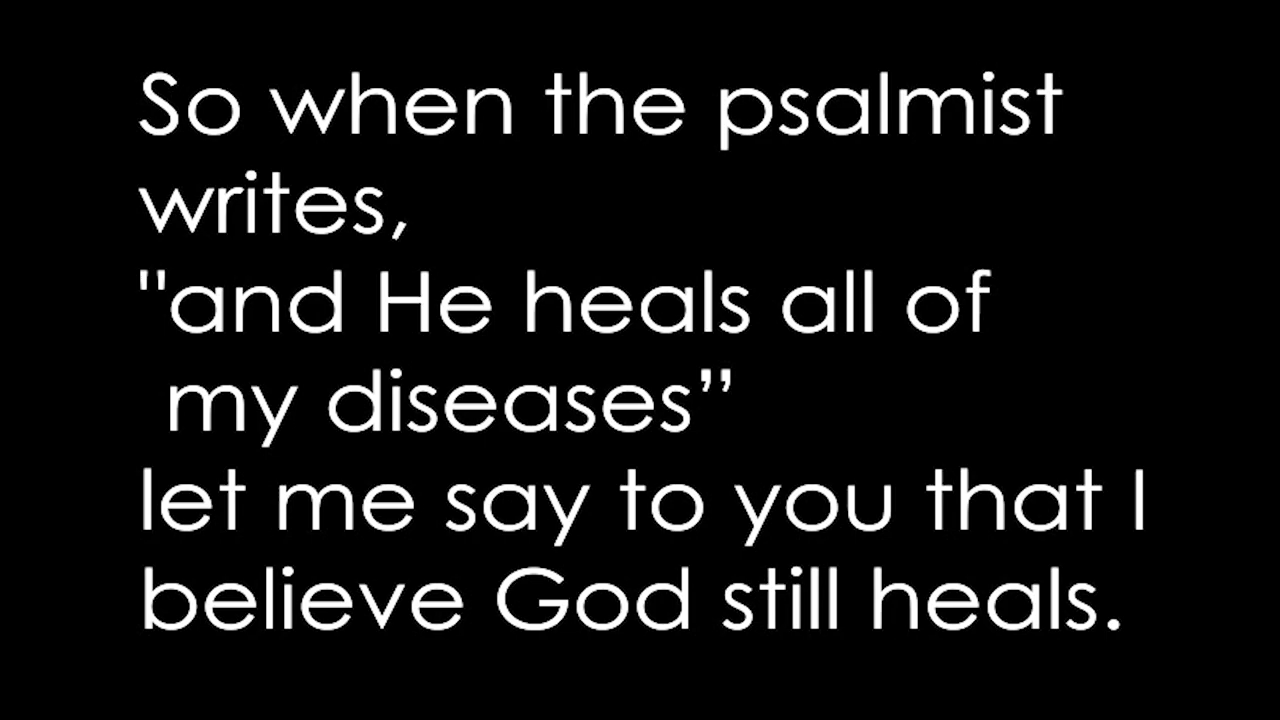 So when the psalmist
writes,
"and He heals all of
my diseases”
let me say to you that I
believe God still heals.